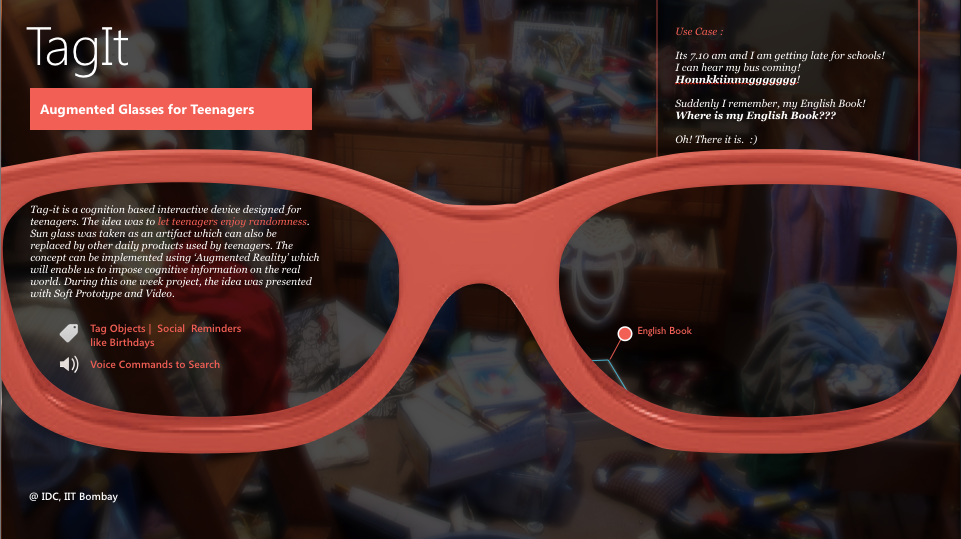 TagIt
Augmented Glasses for Teenagers
Use Case :
Its 7.10 am and I am getting late for schools!
I can hear my bus coming!
Honnkkiinnnggggggg!
Suddenly I remember, my English Book!
Where is my English Book???
Oh! There it is.  :)
Tag-it is a cognition based interactive device designed for
teenagers. The idea was to let teenagers enjoy randomness.
Sun glass was taken as an artifact which can also be
replaced by other daily products used by teenagers. The
concept can be implemented using ‘Augmented Reality’ which
will enable us to impose cognitive information on the real
world. During this one week project, the idea was presented
with Soft Prototype and Video.
Tag Objects |  Social  Reminders
like Birthdays
Voice Commands to Search
English Book
@ IDC, IIT Bombay